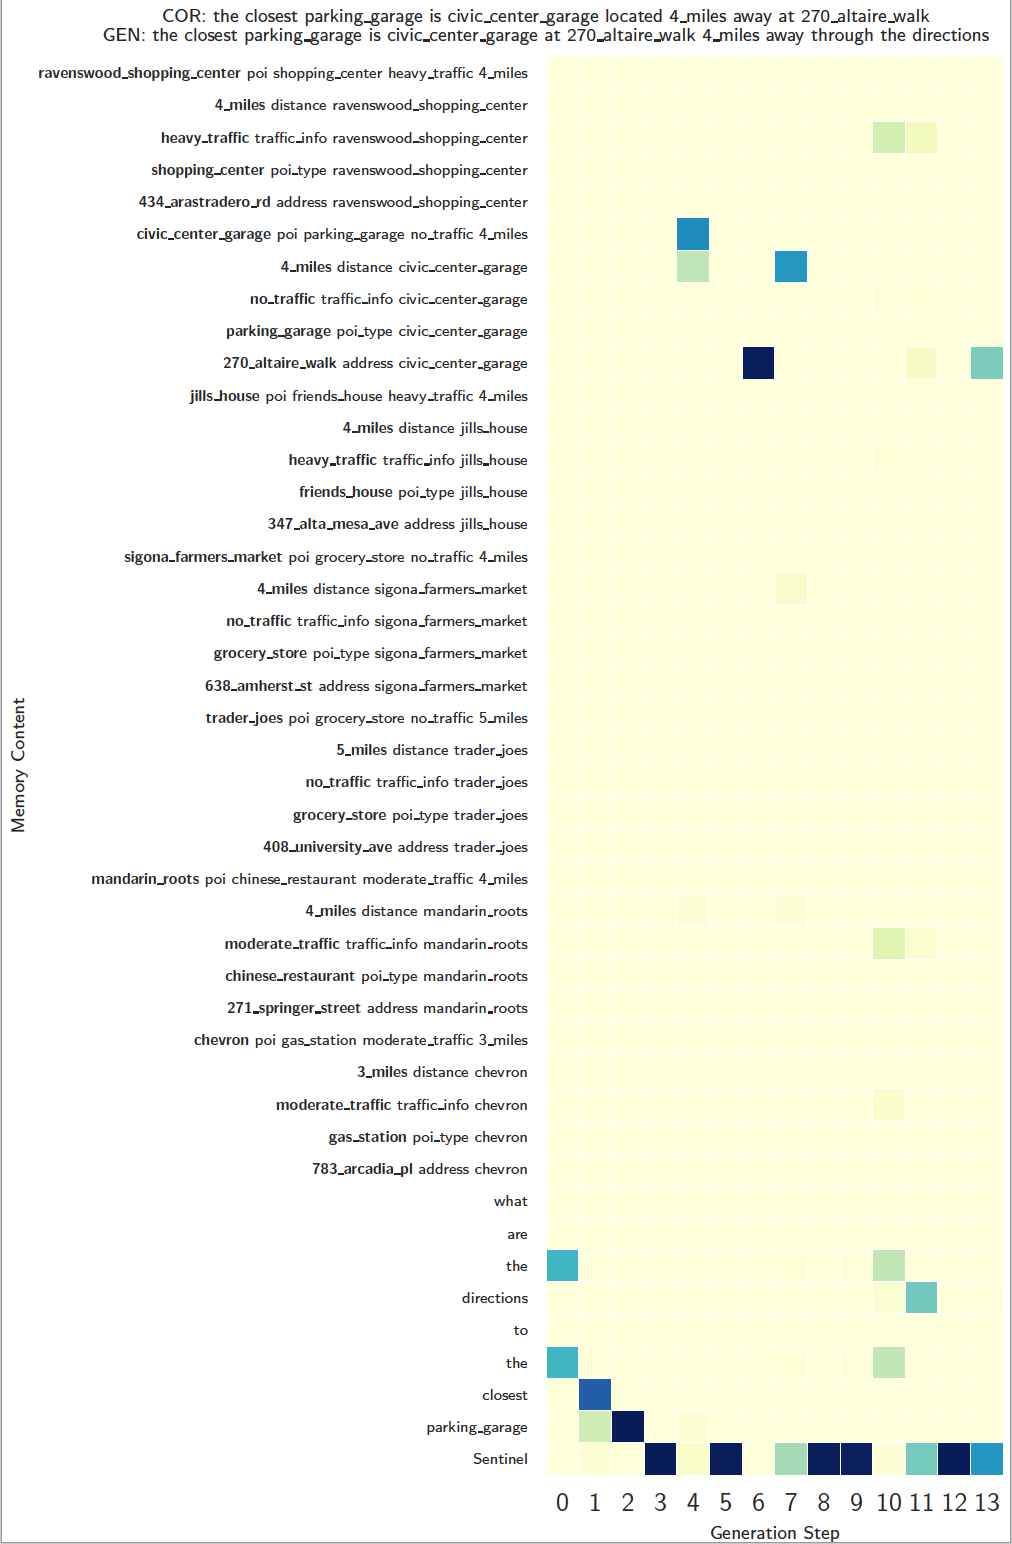 COR: the closest parking_garage is civic_center_garage located 4_miles away at 270_altaire_walk
GEN: the closest parking_garage is civic_center_garage at 270_altaire_walk 4_miles away through the directions
ravenswood_shopping_center poi shopping_center heavy_traffic 4_miles
4_miles distance ravenswood_shopping_center
heavy_traffic traffic_info ravenswood_shopping_center
shopping_center poi_type ravenswood_shopping_center
434_arastradero_rd address ravenswood_shopping_center
civic_center_garage poi parking_garage no_traffic 4_miles
4_miles distance civic_center_garage
no_traffic traffic_info civic_center_garage
parking_garage poi_type civic_center_garage
270_altaire_walk address civic_center_garage
jills_house poi friends_house heavy_traffic 4_miles
4_miles distance jills_house
heavy_traffic traffic_info jills_house
friends_house poi_type jills_house
347_alta_mesa_ave address jills_house
sigona_farmers_market poi grocery_store no_traffic 4_miles
4_miles distance sigona_farmers_market
no_traffic traffic_info sigona_farmers_market
grocery_store poi_type sigona_farmers_market
638_amherst_st address sigona_farmers_market
trader_joes poi grocery_store no_traffic 5_miles
5_miles distance trader_joes
no_traffic traffic_info trader_joes
grocery_store poi_type trader_joes
408_university_ave address trader_joes
mandarin_roots poi chinese_restaurant moderate_traffic 4_miles
4_miles distance mandarin_roots
moderate_traffic traffic_info mandarin_roots
chinese_restaurant poi_type mandarin_roots
271_springer_street address mandarin_roots
chevron poi gas_station moderate_traffic 3_miles
3_miles distance chevron
moderate_traffic traffic_info chevron
gas_station poi_type chevron
783_arcadia_pl address chevron
what
are
the
directions
to
the
closest
parking_garage
Sentinel
Memory Content
0 1 2 3 4 5 6 7 8 9 10 11 12 13
Generation Step